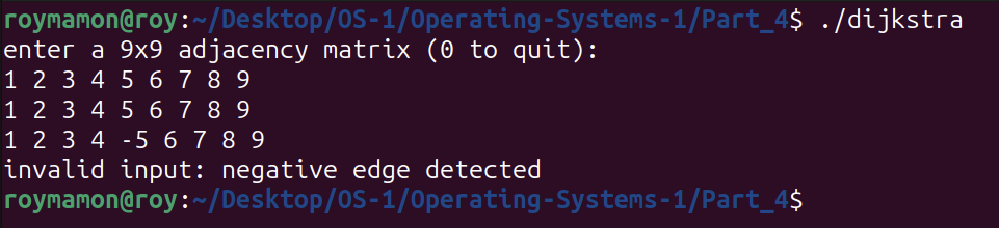 roymamon@roy:~/Desktop/OS-1/Operating-Systems-1/Part_4$ ./dijkstra
enter a 9x9 adjacency matrix (0 to quit):
1 2 3 4 5 6 7 8 9
1 2 3 4 5 6 7 8 9
1 2 3 4 -5 6 7 8 9
invalid input: negative edge detected
roymamon@roy:~/Desktop/OS-1/Operating-Systems-1/Part_4$